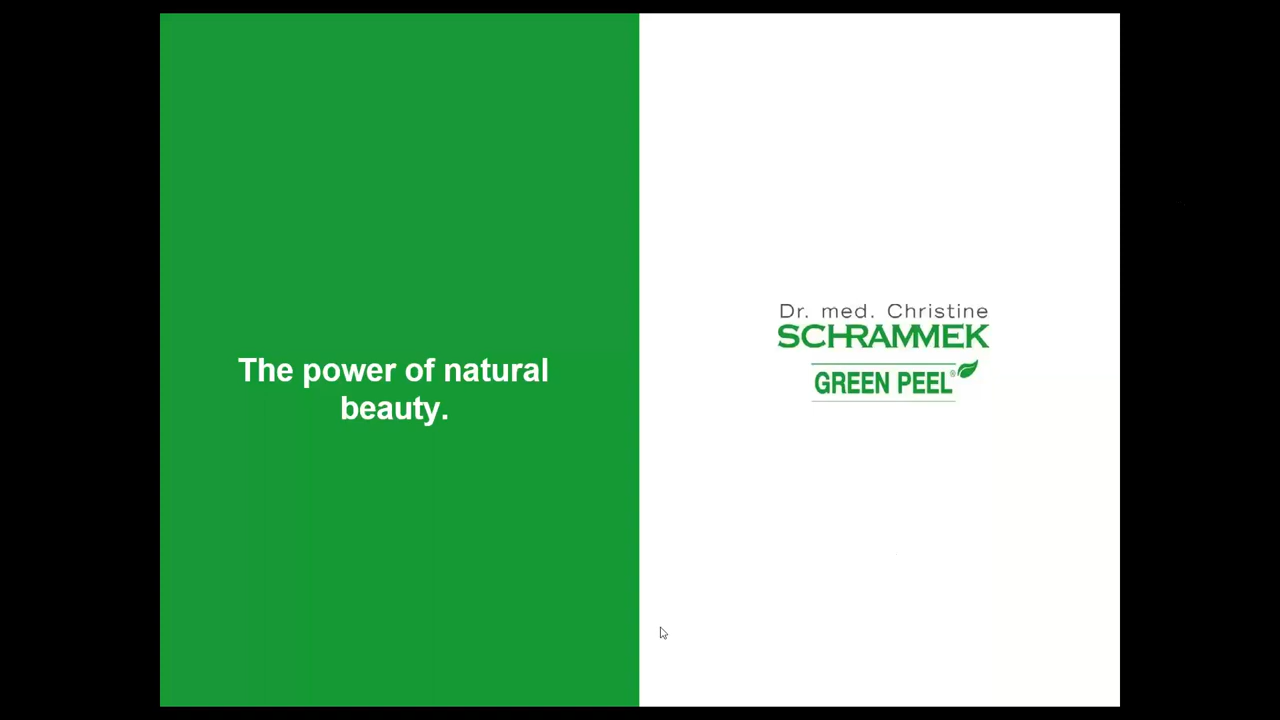 The power of natural
beauty.
Dr. med. Christine
SCHRAMMEK
GREEN PEEL®